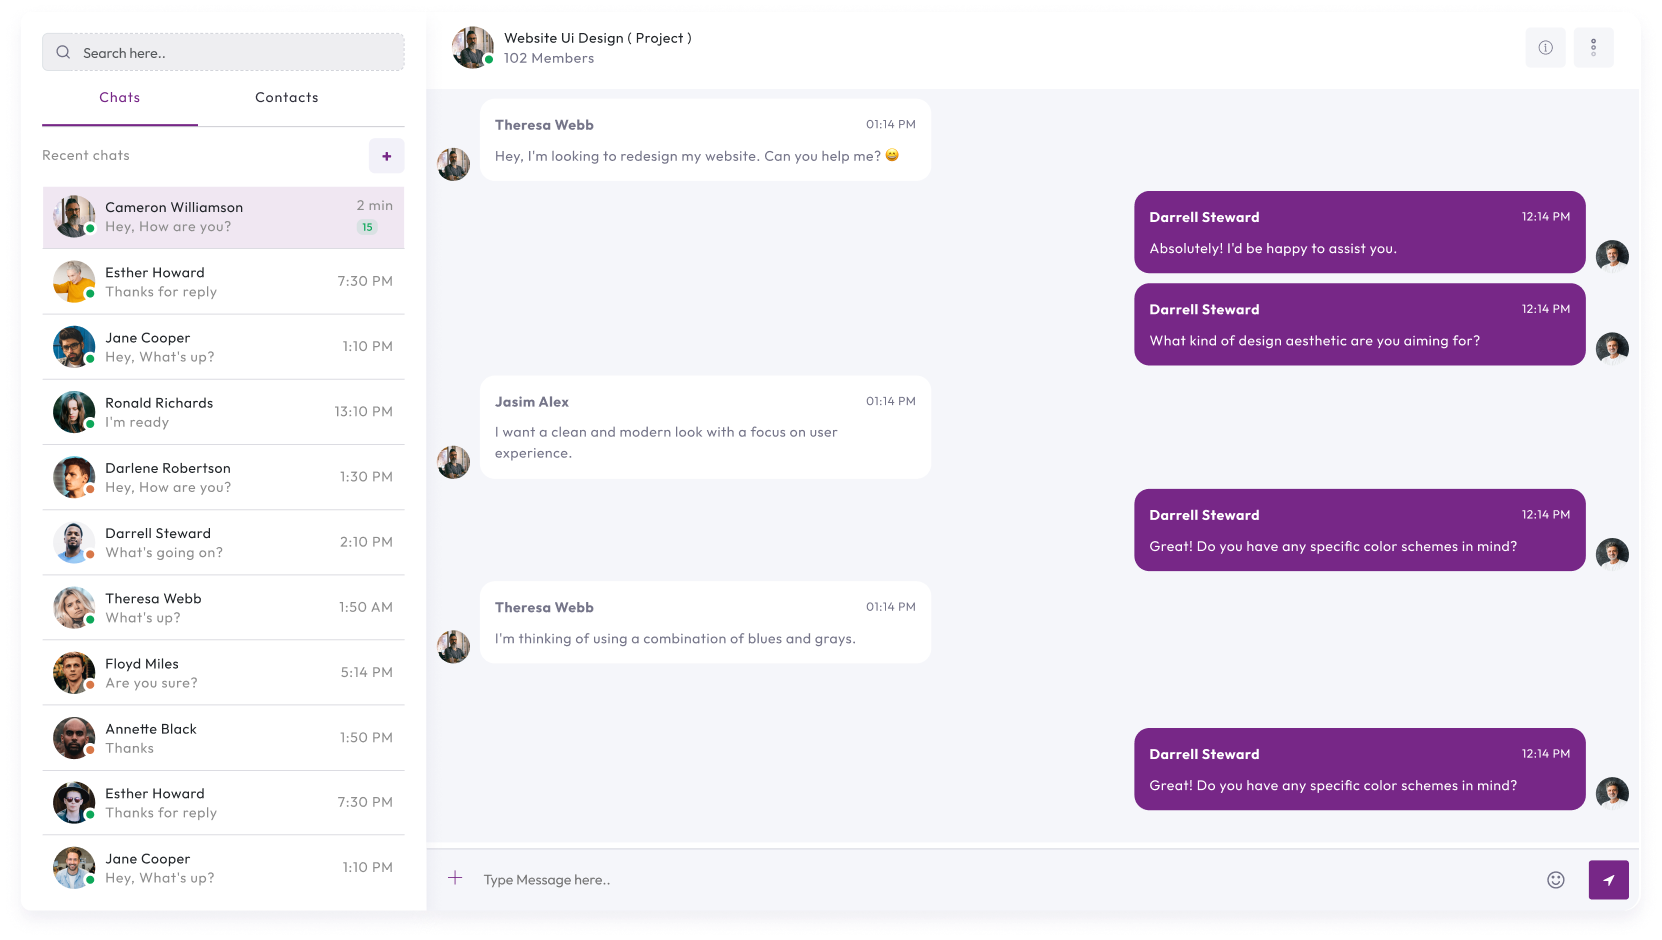 Search here..
Chats
Contacts
Recent chats
+
Cameron Williamson
2 min
Hey, How are you?
15
Esther Howard
Thanks for reply
7:30 PM
Jane Cooper
Hey, What's up?
1:10 PM
Ronald Richards
I'm ready
13:10 PM
Darlene Robertson
Hey, How are you?
1:30 PM
Darrell Steward
What's going on?
2:10 PM
Theresa Webb
What's up?
1:50 AM
Floyd Miles
Are you sure?
5:14 PM
Annette Black
Thanks
1:50 PM
Esther Howard
Thanks for reply
7:30 PM
Jane Cooper
Hey, What's up?
1:10 PM
Website Ui Design ( Project )
102 Members
Theresa Webb
01:14 PM
Hey, I'm looking to redesign my website. Can you help me? 😄
Darrell Steward
12:14 PM
Absolutely! I'd be happy to assist you.
Darrell Steward
12:14 PM
What kind of design aesthetic are you aiming for?
Jasim Alex
01:14 PM
I want a clean and modern look with a focus on user
experience.
Darrell Steward
12:14 PM
Great! Do you have any specific color schemes in mind?
Theresa Webb
01:14 PM
I'm thinking of using a combination of blues and grays.
Darrell Steward
12:14 PM
Great! Do you have any specific color schemes in mind?
Type Message here..